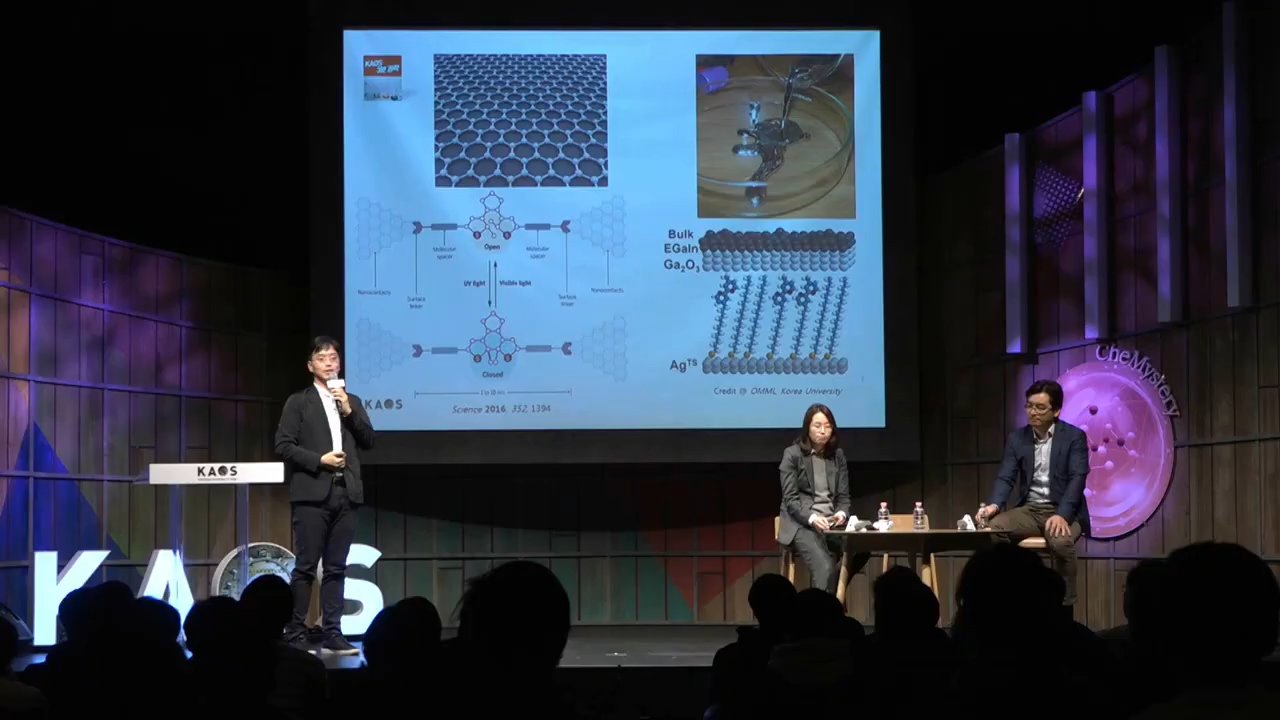 KAOS
Open
Molecular spacer
Molecular spacer
UV light
Visible light
Nanocontacts
Surface linker
Surface linker
Nanocontacts
Closed
KAOS
Science 2016, 352, 1394
Bulk
EGaIn
Ga₂O₃
Agᵀˢ
Credit @ OMML, Korea University
CheMystery
KAOS
KAOS